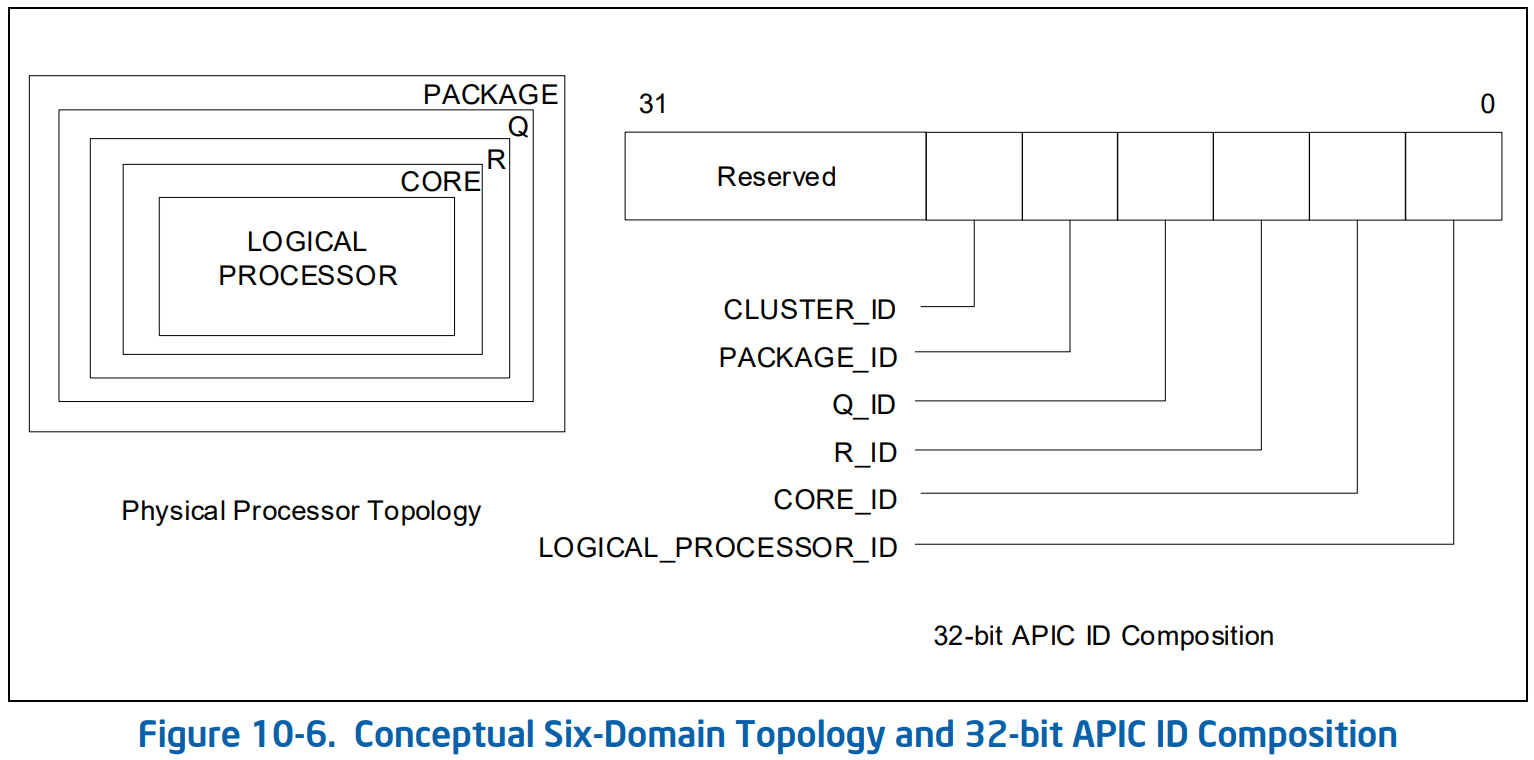 PACKAGE
Q
R
CORE
LOGICAL
PROCESSOR
Physical Processor Topology
31
0
Reserved
CLUSTER_ID
PACKAGE_ID
Q_ID
R_ID
CORE_ID
LOGICAL_PROCESSOR_ID
32-bit APIC ID Composition
Figure 10-6. Conceptual Six-Domain Topology and 32-bit APIC ID Composition